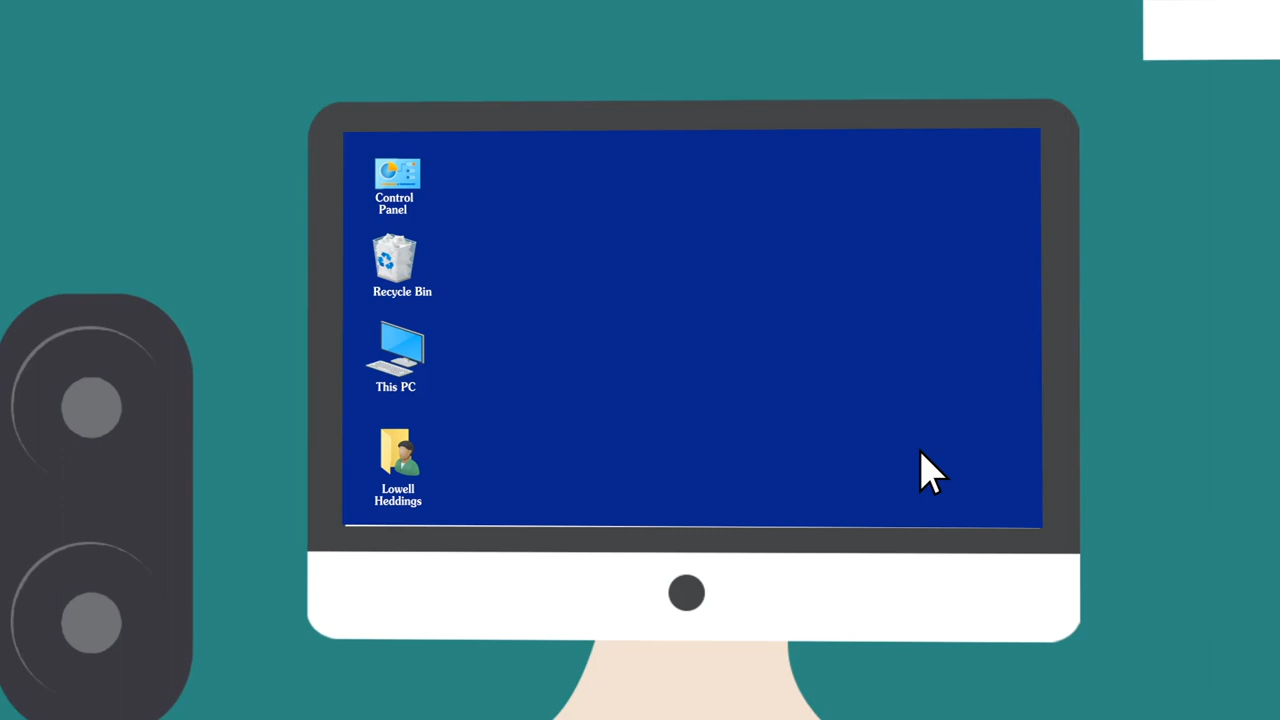 Control
Panel
Recycle Bin
This PC
Lowell
Heddings